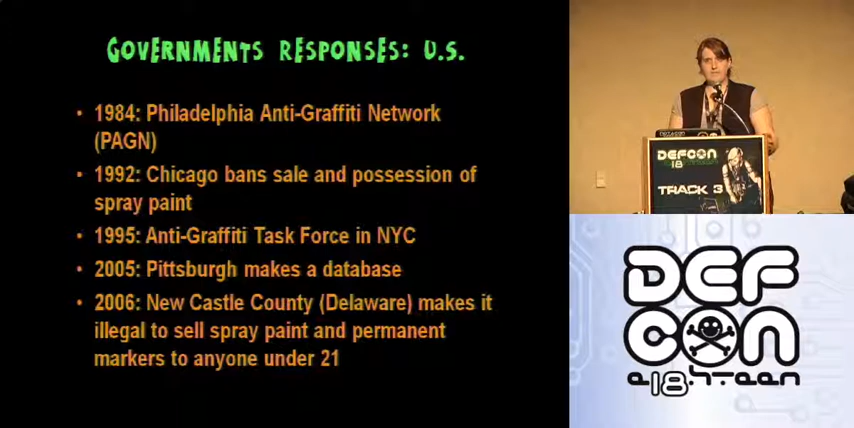 GOVERNMENTS RESPONSES: U.S.
• 1984: Philadelphia Anti-Graffiti Network
(PAGN)
• 1992: Chicago bans sale and possession of
spray paint
• 1995: Anti-Graffiti Task Force in NYC
• 2005: Pittsburgh makes a database
• 2006: New Castle County (Delaware) makes it
illegal to sell spray paint and permanent
markers to anyone under 21
DEFCON
18
TRACK 3
DEF
CON
e18hteen